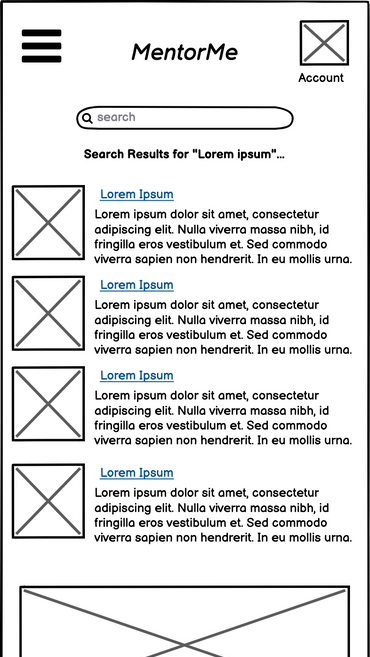 MentorMe
Account
search
Search Results for "Lorem ipsum"...
Lorem Ipsum
Lorem ipsum dolor sit amet, consectetur
adipiscing elit. Nulla viverra massa nibh, id
fringilla eros vestibulum et. Sed commodo
viverra sapien non hendrerit. In eu mollis urna.
Lorem Ipsum
Lorem ipsum dolor sit amet, consectetur
adipiscing elit. Nulla viverra massa nibh, id
fringilla eros vestibulum et. Sed commodo
viverra sapien non hendrerit. In eu mollis urna.
Lorem Ipsum
Lorem ipsum dolor sit amet, consectetur
adipiscing elit. Nulla viverra massa nibh, id
fringilla eros vestibulum et. Sed commodo
viverra sapien non hendrerit. In eu mollis urna.
Lorem Ipsum
Lorem ipsum dolor sit amet, consectetur
adipiscing elit. Nulla viverra massa nibh, id
fringilla eros vestibulum et. Sed commodo
viverra sapien non hendrerit. In eu mollis urna.